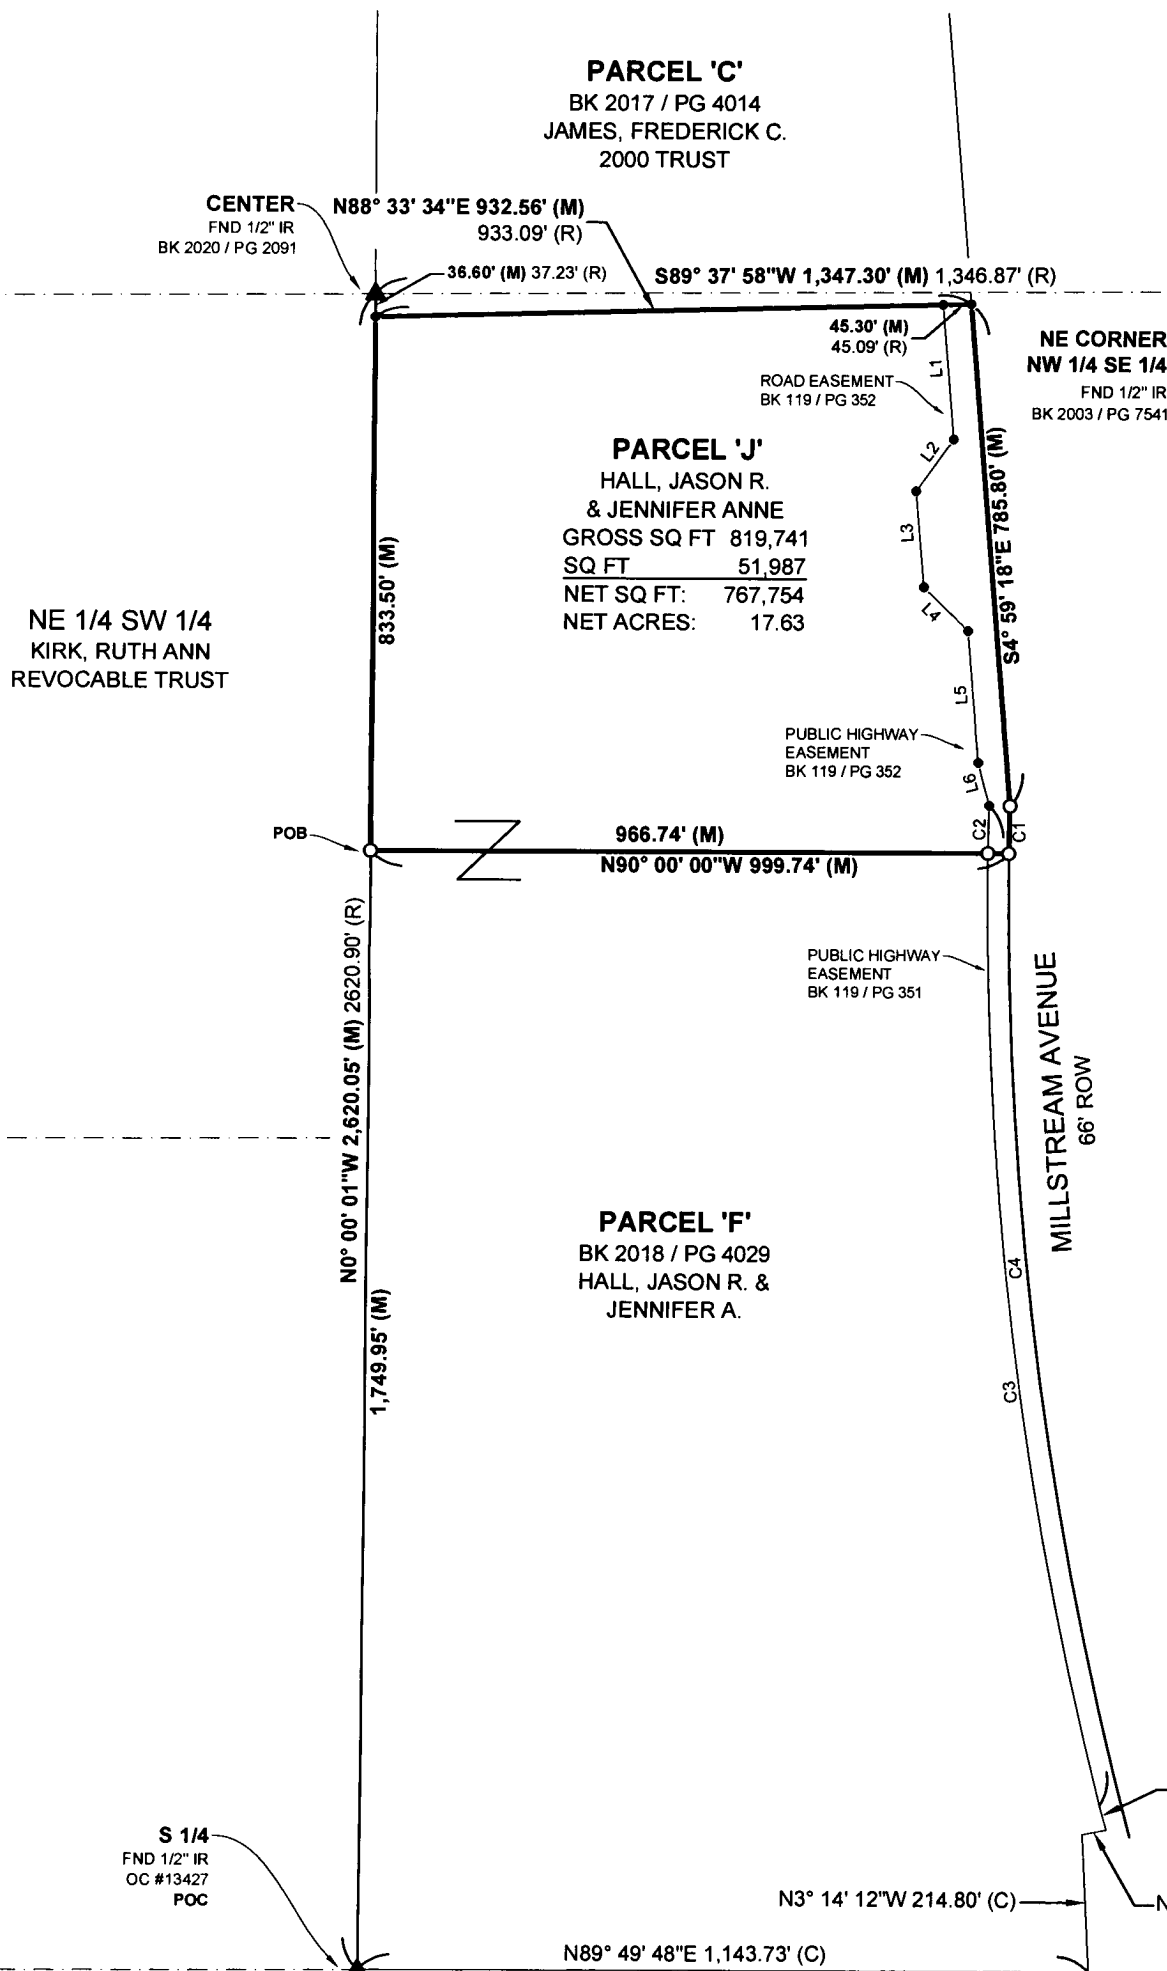 PARCEL 'C'
BK 2017 / PG 4014
JAMES, FREDERICK C.
2000 TRUST
CENTER
FND 1/2" IR
BK 2020 / PG 2091
N88° 33' 34"E 932.56' (M)
933.09' (R)
36.60' (M) 37.23' (R)
S89° 37' 58"W 1,347.30' (M) 1,346.87' (R)
45.30' (M)
45.09' (R)
NE CORNER
NW 1/4 SE 1/4
FND 1/2" IR
BK 2003 / PG 7541
ROAD EASEMENT
BK 119 / PG 352
L1
L2
L3
L4
L5
L6
S4° 59' 18"E 785.80' (M)
PARCEL 'J'
HALL, JASON R.
& JENNIFER ANNE
GROSS SQ FT 819,741
SQ FT 51,987
NET SQ FT: 767,754
NET ACRES: 17.63
833.50' (M)
NE 1/4 SW 1/4
KIRK, RUTH ANN
REVOCABLE TRUST
PUBLIC HIGHWAY
EASEMENT
BK 119 / PG 352
C2
C1
POB
966.74' (M)
N90° 00' 00"W 999.74' (M)
PUBLIC HIGHWAY
EASEMENT
BK 119 / PG 351
N0° 00' 01"W 2,620.05' (M) 2620.90' (R)
1,749.95' (M)
MILLSTREAM AVENUE
66' ROW
PARCEL 'F'
BK 2018 / PG 4029
HALL, JASON R. &
JENNIFER A.
C4
C3
S 1/4
FND 1/2" IR
OC #13427
POC
N3° 14' 12"W 214.80' (C)
N
N89° 49' 48"E 1,143.73' (C)